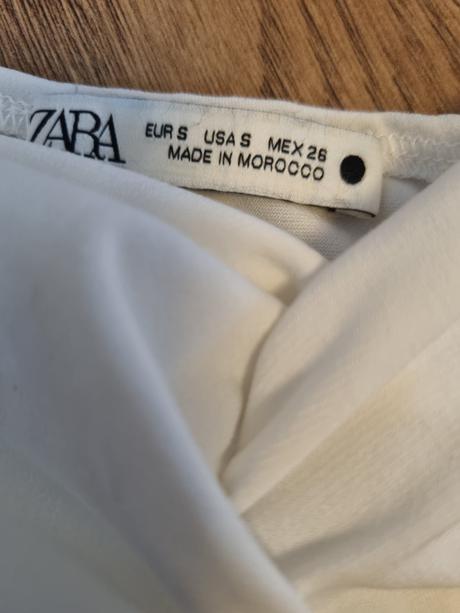 ZARA
EUR S USA S MEX 26
MADE IN MOROCCO